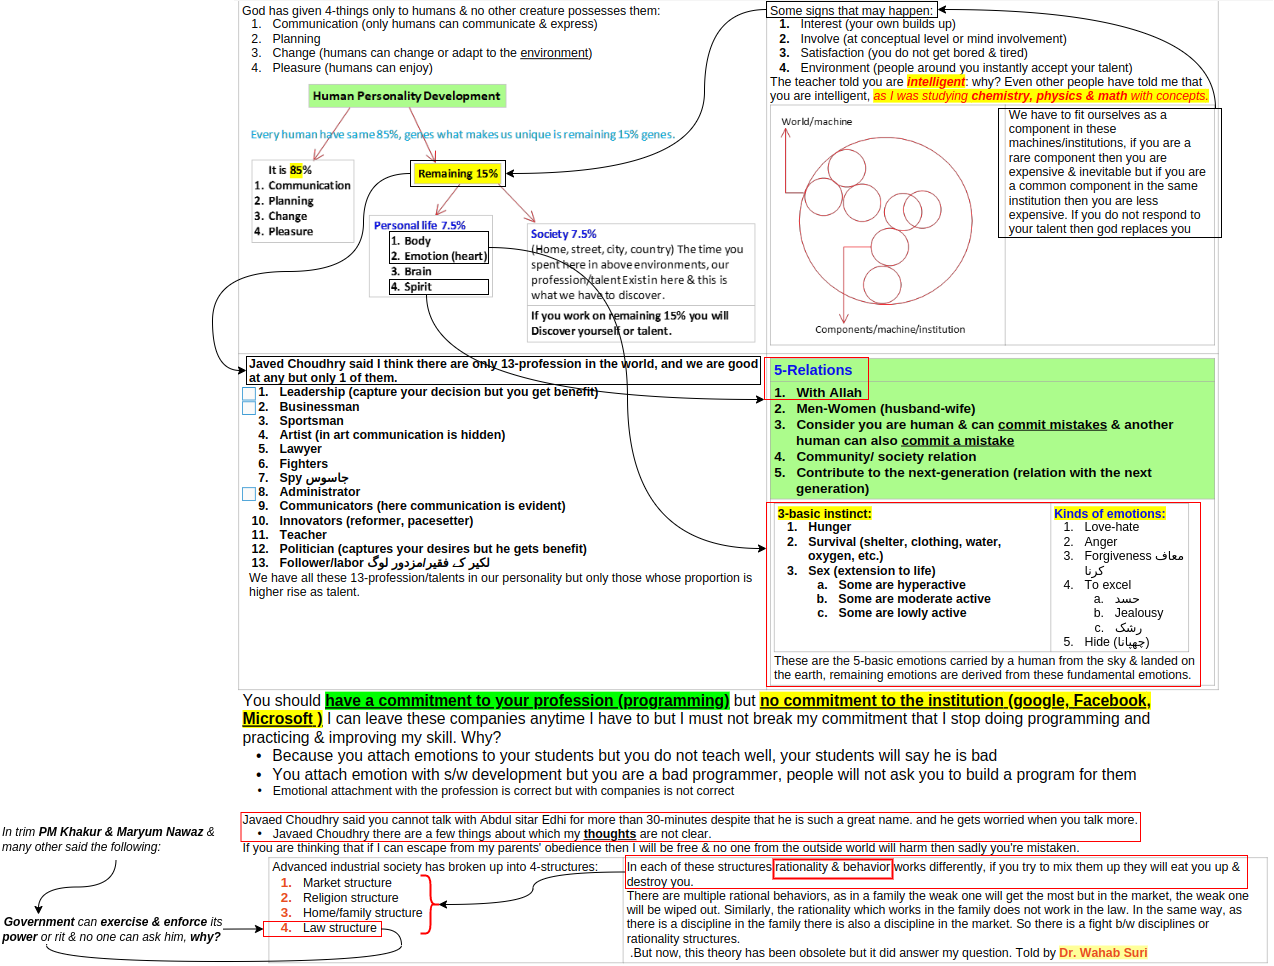 God has given 4-things only to humans & no other creature possesses them:
1. Communication (only humans can communicate & express)
2. Planning
3. Change (humans can change or adapt to the environment)
4. Pleasure (humans can enjoy)
Human Personality Development
Every human have same 85%, genes what makes us unique is remaining 15% genes.
It is 85%
1. Communication
2. Planning
3. Change
4. Pleasure
Remaining 15%
Personal life 7.5%
1. Body
2. Emotion (heart)
3. Brain
4. Spirit
Society 7.5%
(Home, street, city, country) The time you
spent here in above environments, our
profession/talent Exist in here & this is
what we have to discover.
If you work on remaining 15% you will
Discover yourself or talent.
Some signs that may happen:
1. Interest (your own builds up)
2. Involve (at conceptual level or mind involvement)
3. Satisfaction (you do not get bored & tired)
4. Environment (people around you instantly accept your talent)
The teacher told you are intelligent: why? Even other people have told me that
you are intelligent, as I was studying chemistry, physics & math with concepts.
World/machine
Components/machine/institution
We have to fit ourselves as a
component in these
machines/institutions, if you are a
rare component then you are
expensive & inevitable but if you are
a common component in the same
institution then you are less
expensive. If you do not respond to
your talent then god replaces you
Javed Choudhry said I think there are only 13-profession in the world, and we are good
at any but only 1 of them.
1. Leadership (capture your decision but you get benefit)
2. Businessman
3. Sportsman
4. Artist (in art communication is hidden)
5. Lawyer
6. Fighters
7. Spy جاسوس
8. Administrator
9. Communicators (here communication is evident)
10. Innovators (reformer, pacesetter)
11. Teacher
12. Politician (captures your desires but he gets benefit)
13. Follower/labor لکیر کے فقیر/مزدور لوگ
We have all these 13-profession/talents in our personality but only those whose proportion is
higher rise as talent.
5-Relations
1. With Allah
2. Men-Women (husband-wife)
3. Consider you are human & can commit mistakes & another
human can also commit a mistake
4. Community/ society relation
5. Contribute to the next-generation (relation with the next
generation)
3-basic instinct:
1. Hunger
2. Survival (shelter, clothing, water,
oxygen, etc.)
3. Sex (extension to life)
a. Some are hyperactive
b. Some are moderate active
c. Some are lowly active
Kinds of emotions:
1. Love-hate
2. Anger
3. Forgiveness معاف
کرنا
4. To excel
a. حسد
b. Jealousy
c. رشک
5. Hide (چھپانا)
These are the 5-basic emotions carried by a human from the sky & landed on
the earth, remaining emotions are derived from these fundamental emotions.
You should have a commitment to your profession (programming) but no commitment to the institution (google, Facebook,
Microsoft ) I can leave these companies anytime I have to but I must not break my commitment that I stop doing programming and
practicing & improving my skill. Why?
• Because you attach emotions to your students but you do not teach well, your students will say he is bad
• You attach emotion with s/w development but you are a bad programmer, people will not ask you to build a program for them
• Emotional attachment with the profession is correct but with companies is not correct
Javaed Choudhry said you cannot talk with Abdul sitar Edhi for more than 30-minutes despite that he is such a great name. and he gets worried when you talk more.
• Javaed Choudhry there are a few things about which my thoughts are not clear.
If you are thinking that if I can escape from my parents' obedience then I will be free & no one from the outside world will harm then sadly you're mistaken.
In trim PM Khakur & Maryum Nawaz &
many other said the following:
Government can exercise & enforce its
power or rit & no one can ask him, why?
Advanced industrial society has broken up into 4-structures:
1. Market structure
2. Religion structure
3. Home/family structure
4. Law structure
In each of these structures rationality & behavior works differently, if you try to mix them up they will eat you up &
destroy you.
There are multiple rational behaviors, as in a family the weak one will get the most but in the market, the weak one
will be wiped out. Similarly, the rationality which works in the family does not work in the law. In the same way, as
there is a discipline in the family there is also a discipline in the market. So there is a fight b/w disciplines or
rationality structures.
.But now, this theory has been obsolete but it did answer my question. Told by Dr. Wahab Suri